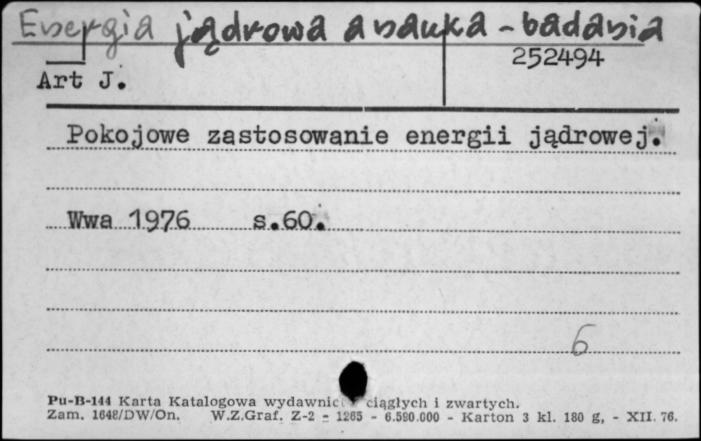 Energia jądrowa a nauka - badania
252494
Art J.
Pokojowe zastosowanie energii jądrowej.
Wwa 1976 s.60.
6
Pu-B-144 Karta Katalogowa wydawnic ciągłych i zwartych.
Zam. 1648/DW/On. W.Z.Graf. Z-2 - 1265 - 6.580.000 - Karton 3 kl. 180 g, - XII. 76.